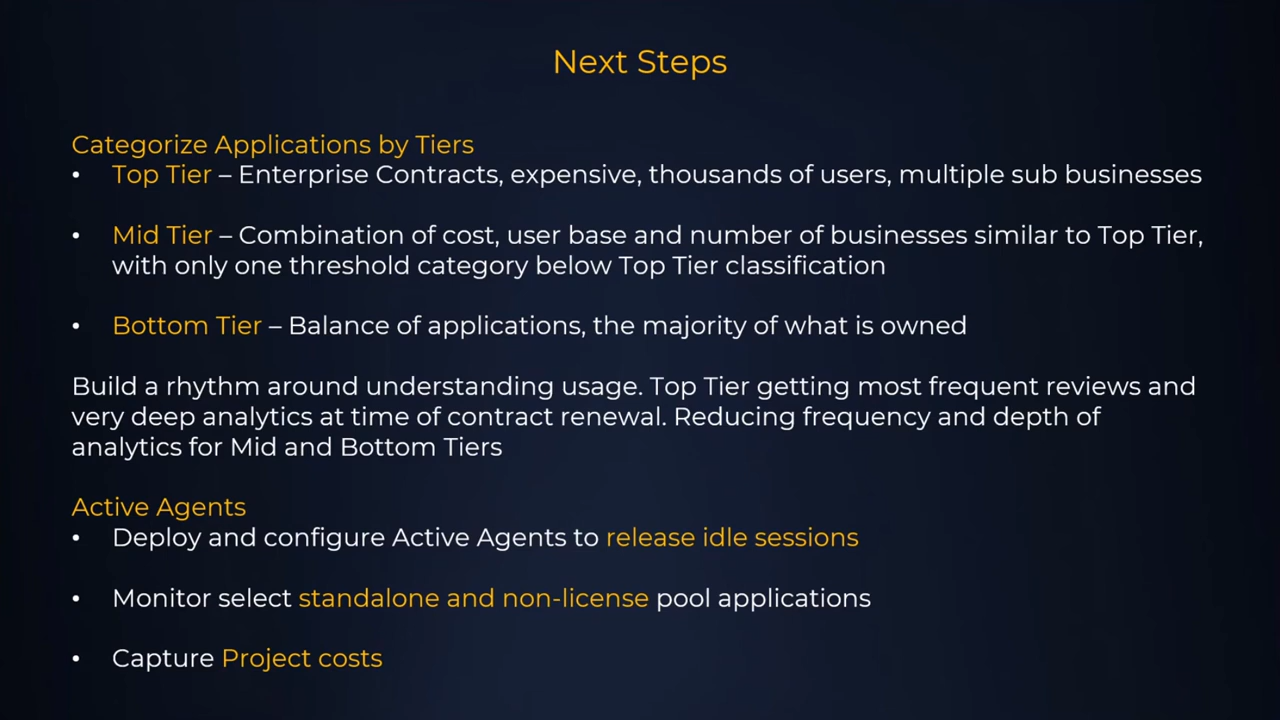 Next Steps
Categorize Applications by Tiers
• Top Tier – Enterprise Contracts, expensive, thousands of users, multiple sub businesses
• Mid Tier – Combination of cost, user base and number of businesses similar to Top Tier,
with only one threshold category below Top Tier classification
• Bottom Tier – Balance of applications, the majority of what is owned
Build a rhythm around understanding usage. Top Tier getting most frequent reviews and
very deep analytics at time of contract renewal. Reducing frequency and depth of
analytics for Mid and Bottom Tiers
Active Agents
• Deploy and configure Active Agents to release idle sessions
• Monitor select standalone and non-license pool applications
• Capture Project costs